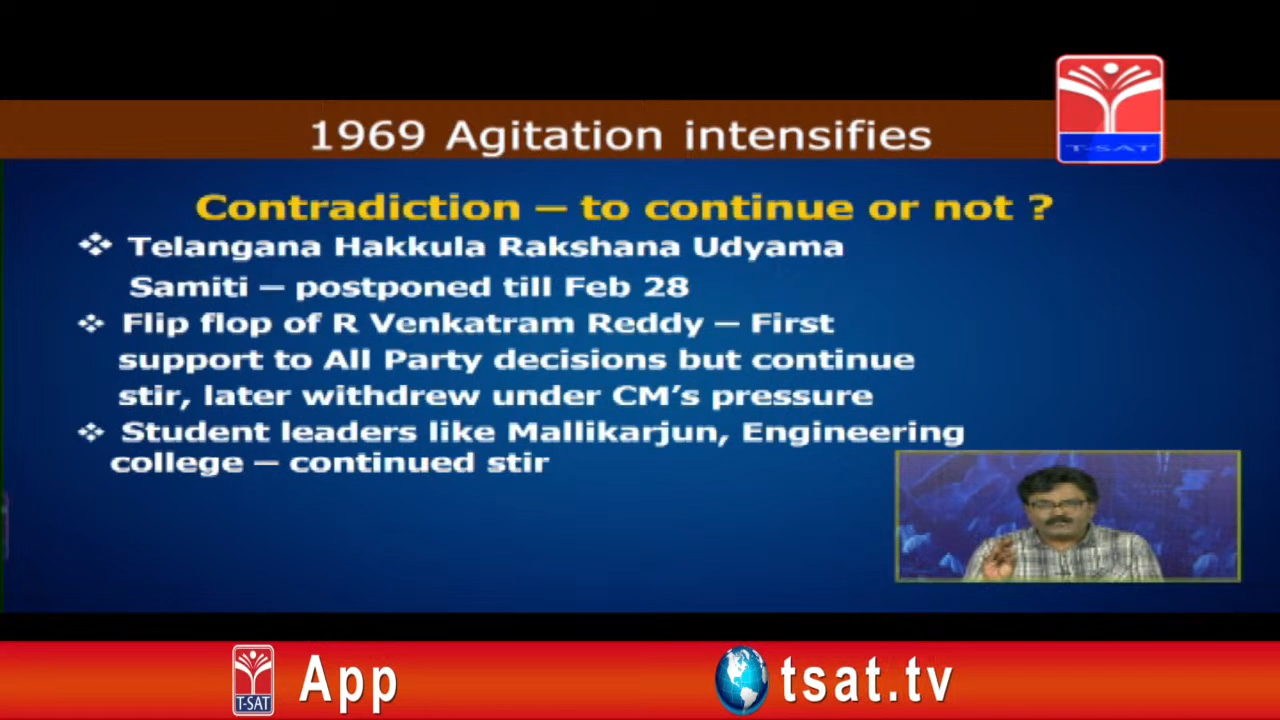 1969 Agitation intensifies
T-SAT
Contradiction – to continue or not ?
❖ Telangana Hakkula Rakshana Udyama
Samiti – postponed till Feb 28
❖ Flip flop of R Venkatram Reddy – First
support to All Party decisions but continue
stir, later withdrew under CM's pressure
❖ Student leaders like Mallikarjun, Engineering
college – continued stir
T-SAT
App
tsat.tv